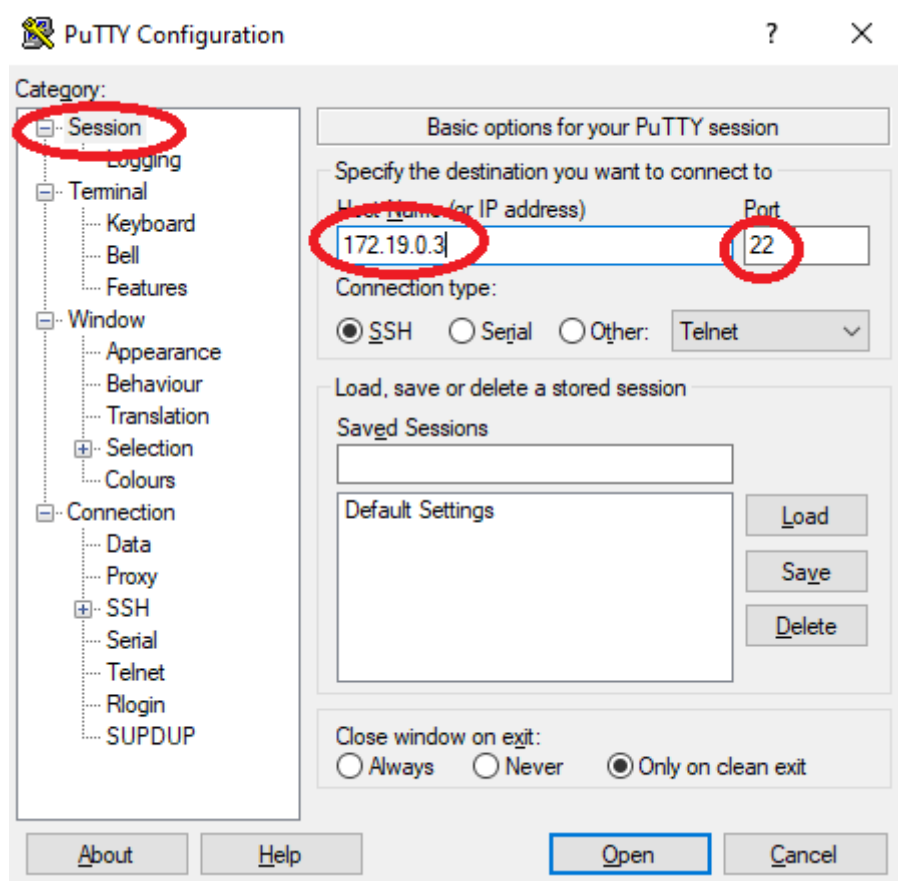 PuTTY Configuration ? ×
Category:
Session
Logging
Terminal
Keyboard
Bell
Features
Window
Appearance
Behaviour
Translation
Selection
Colours
Connection
Data
Proxy
SSH
Serial
Telnet
Rlogin
SUPDUP
Basic options for your PuTTY session
Specify the destination you want to connect to
Host Name (or IP address) Port
172.19.0.3 22
Connection type:
SSH Serial Other: Telnet
Load, save or delete a stored session
Saved Sessions
Default Settings
Load
Save
Delete
Close window on exit:
Always Never Only on clean exit
About Help Open Cancel